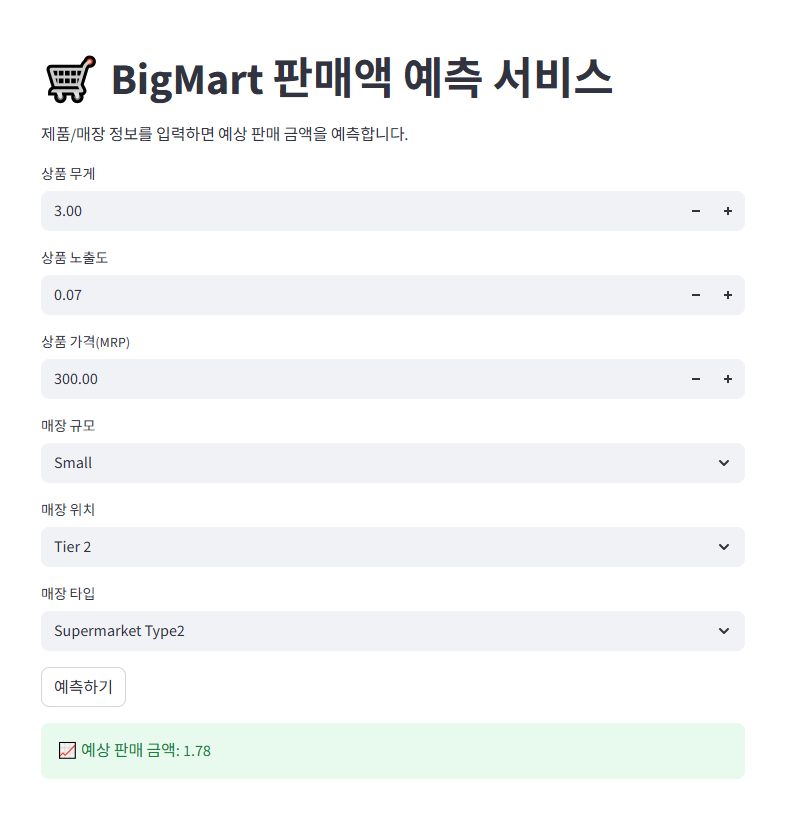 BigMart 판매액 예측 서비스
제품/매장 정보를 입력하면 예상 판매 금액을 예측합니다.
상품 무게
3.00
상품 노출도
0.07
상품 가격(MRP)
300.00
매장 규모
Small
매장 위치
Tier 2
매장 타입
Supermarket Type2
예측하기
예상 판매 금액: 1.78